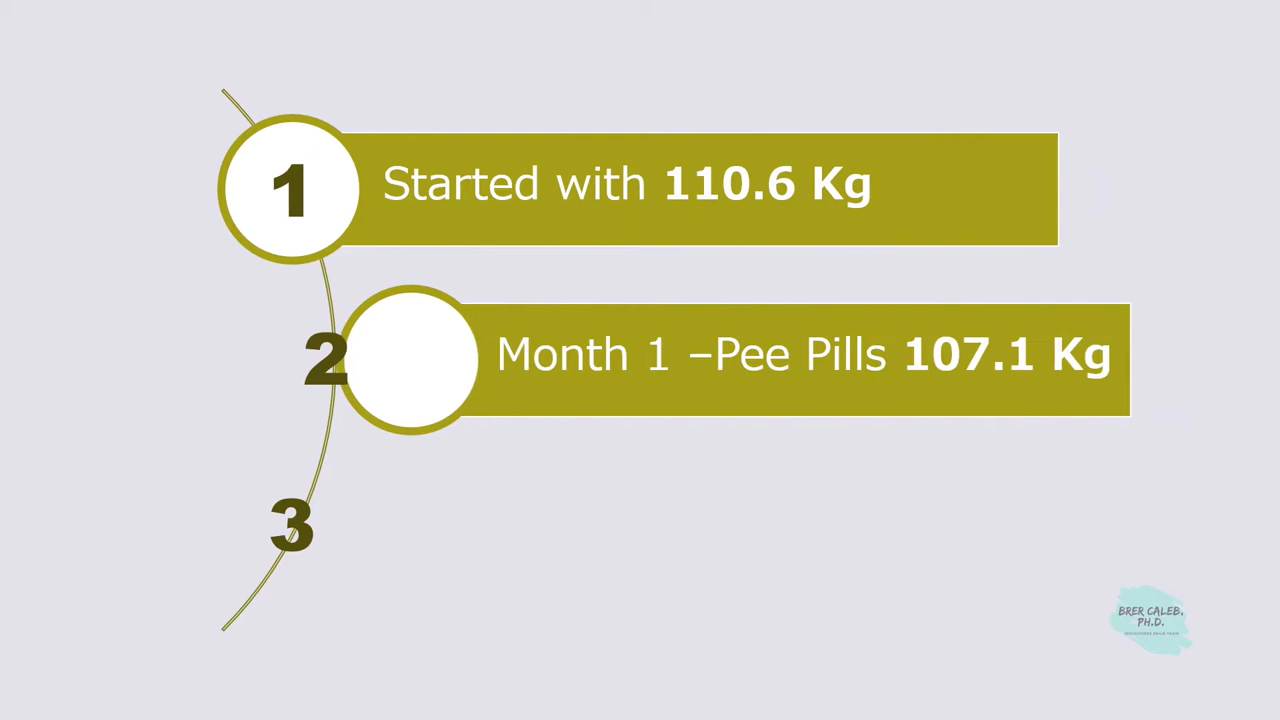 1
Started with 110.6 Kg
2
Month 1 –Pee Pills 107.1 Kg
3
BRER CALEB,
PH.D.